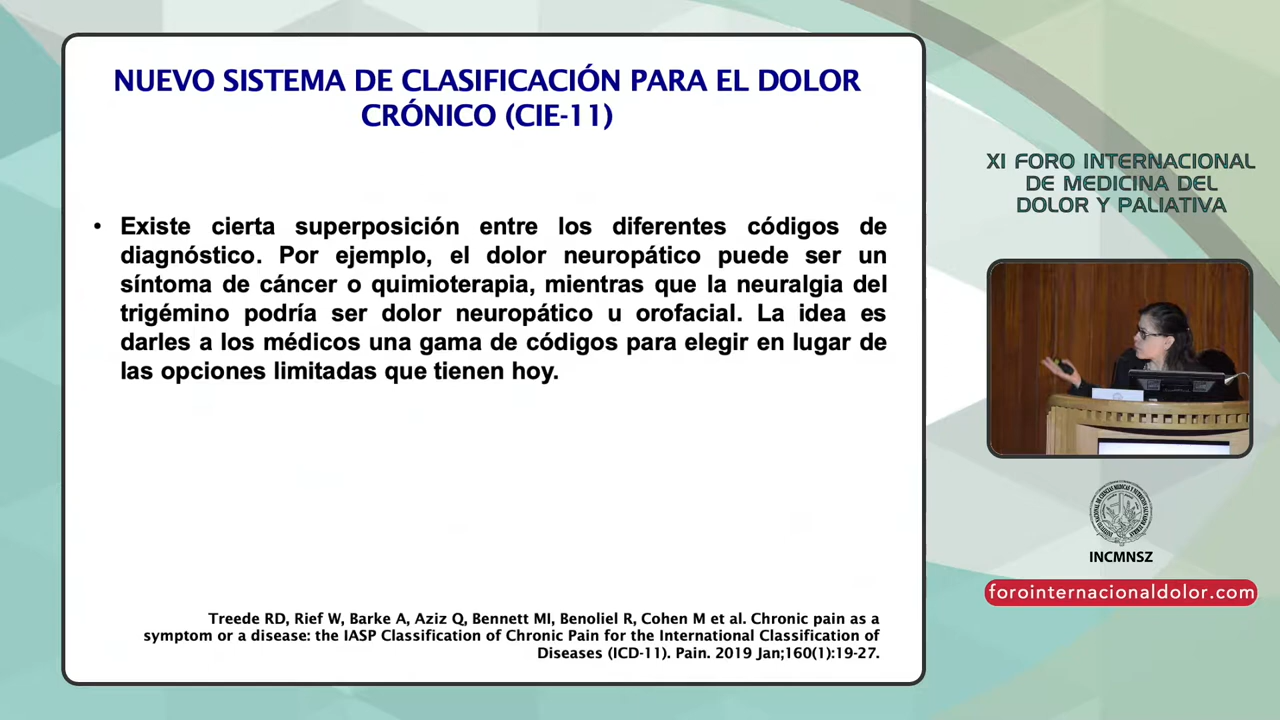 NUEVO SISTEMA DE CLASIFICACIÓN PARA EL DOLOR
CRÓNICO (CIE-11)
• Existe cierta superposición entre los diferentes códigos de
diagnóstico. Por ejemplo, el dolor neuropático puede ser un
síntoma de cáncer o quimioterapia, mientras que la neuralgia del
trigémino podría ser dolor neuropático u orofacial. La idea es
darles a los médicos una gama de códigos para elegir en lugar de
las opciones limitadas que tienen hoy.
Treede RD, Rief W, Barke A, Aziz Q, Bennett MI, Benoliel R, Cohen M et al. Chronic pain as a
symptom or a disease: the IASP Classification of Chronic Pain for the International Classification of
Diseases (ICD-11). Pain. 2019 Jan;160(1):19-27.
XI FORO INTERNACIONAL
DE MEDICINA DEL
DOLOR Y PALIATIVA
INCMNSZ
forointernacionaldolor.com